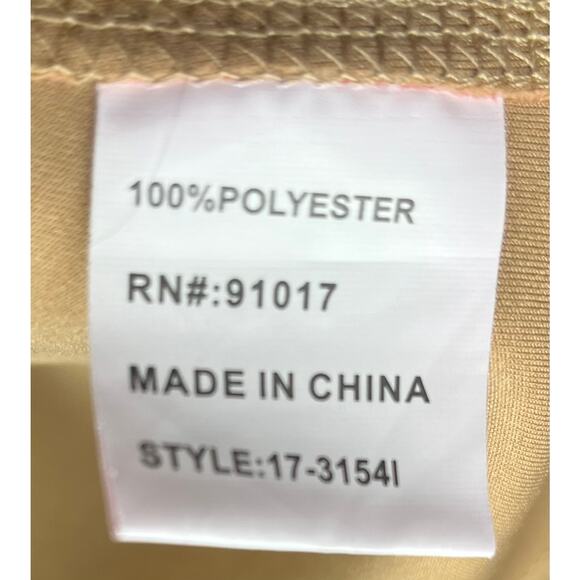 100%POLYESTER
RN#:91017
MADE IN CHINA
STYLE:17-3154I